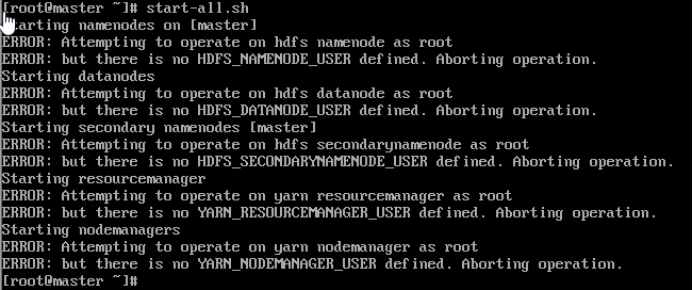 [root@master ~]# start-all.sh
tarting namenodes on [master]
ERROR: Attempting to operate on hdfs namenode as root
ERROR: but there is no HDFS_NAMENODE_USER defined. Aborting operation.
Starting datanodes
ERROR: Attempting to operate on hdfs datanode as root
ERROR: but there is no HDFS_DATANODE_USER defined. Aborting operation.
Starting secondary namenodes [master]
ERROR: Attempting to operate on hdfs secondarynamenode as root
ERROR: but there is no HDFS_SECONDARYNAMENODE_USER defined. Aborting operation.
Starting resourcemanager
ERROR: Attempting to operate on yarn resourcemanager as root
ERROR: but there is no YARN_RESOURCEMANAGER_USER defined. Aborting operation.
Starting nodemanagers
ERROR: Attempting to operate on yarn nodemanager as root
ERROR: but there is no YARN_NODEMANAGER_USER defined. Aborting operation.
[root@master ~]#